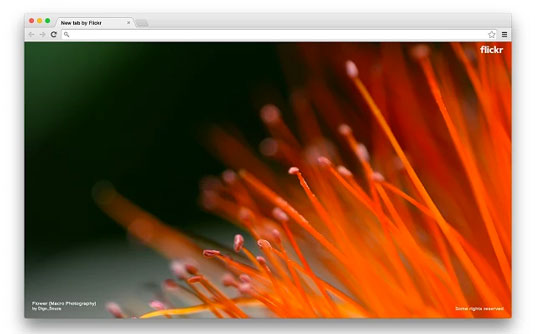 New tab by Flickr
flickr
Flower (Macro Photography)
Some rights reserved